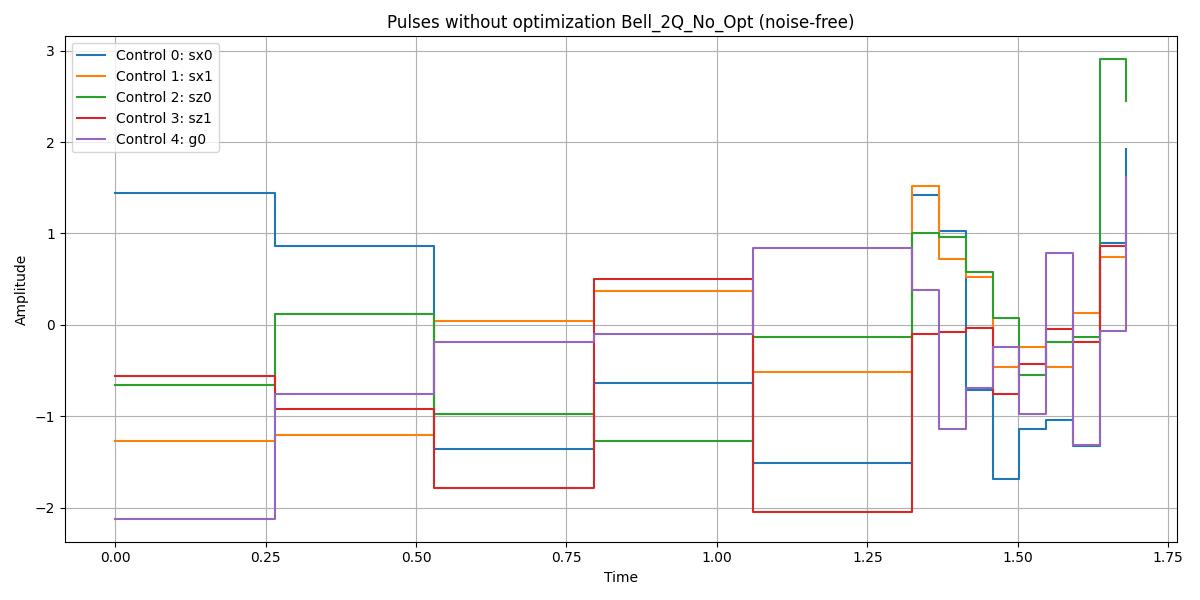 Pulses without optimization Bell_2Q_No_Opt (noise-free)
Control 0: sx0
Control 1: sx1
Control 2: sz0
Control 3: sz1
Control 4: g0
Amplitude
3
2
1
0
−1
−2
0.00 0.25 0.50 0.75 1.00 1.25 1.50 1.75
Time